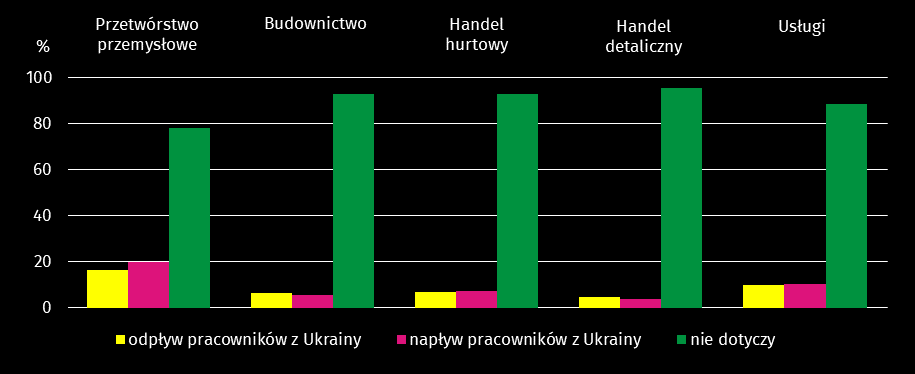 Przetwórstwo
przemysłowe
Budownictwo
Handel
hurtowy
Handel
detaliczny
Usługi
%
100
80
60
40
20
0
odpływ pracowników z Ukrainy
napływ pracowników z Ukrainy
nie dotyczy